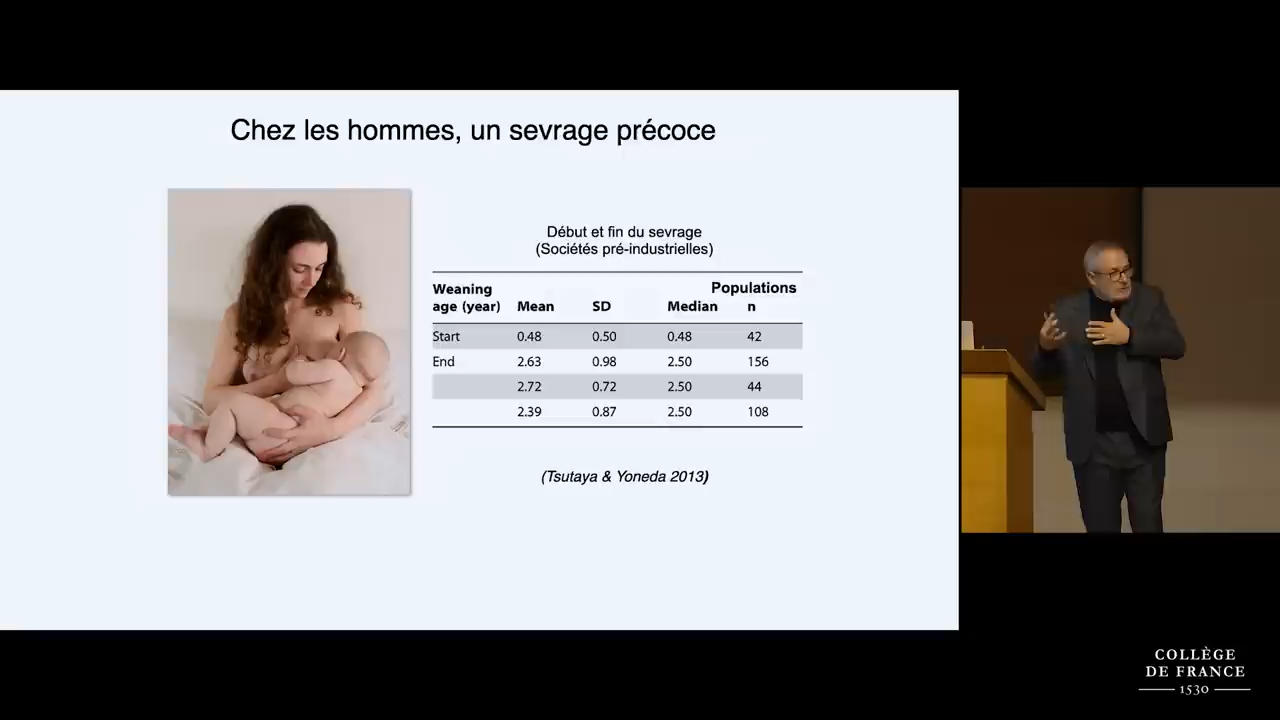 Chez les hommes, un sevrage précoce
Début et fin du sevrage
(Sociétés pré-industrielles)
Weaning Populations
age (year) Mean SD Median n
Start 0.48 0.50 0.48 42
End 2.63 0.98 2.50 156
2.72 0.72 2.50 44
2.39 0.87 2.50 108
(Tsutaya & Yoneda 2013)
COLLÈGE
DE FRANCE
1530